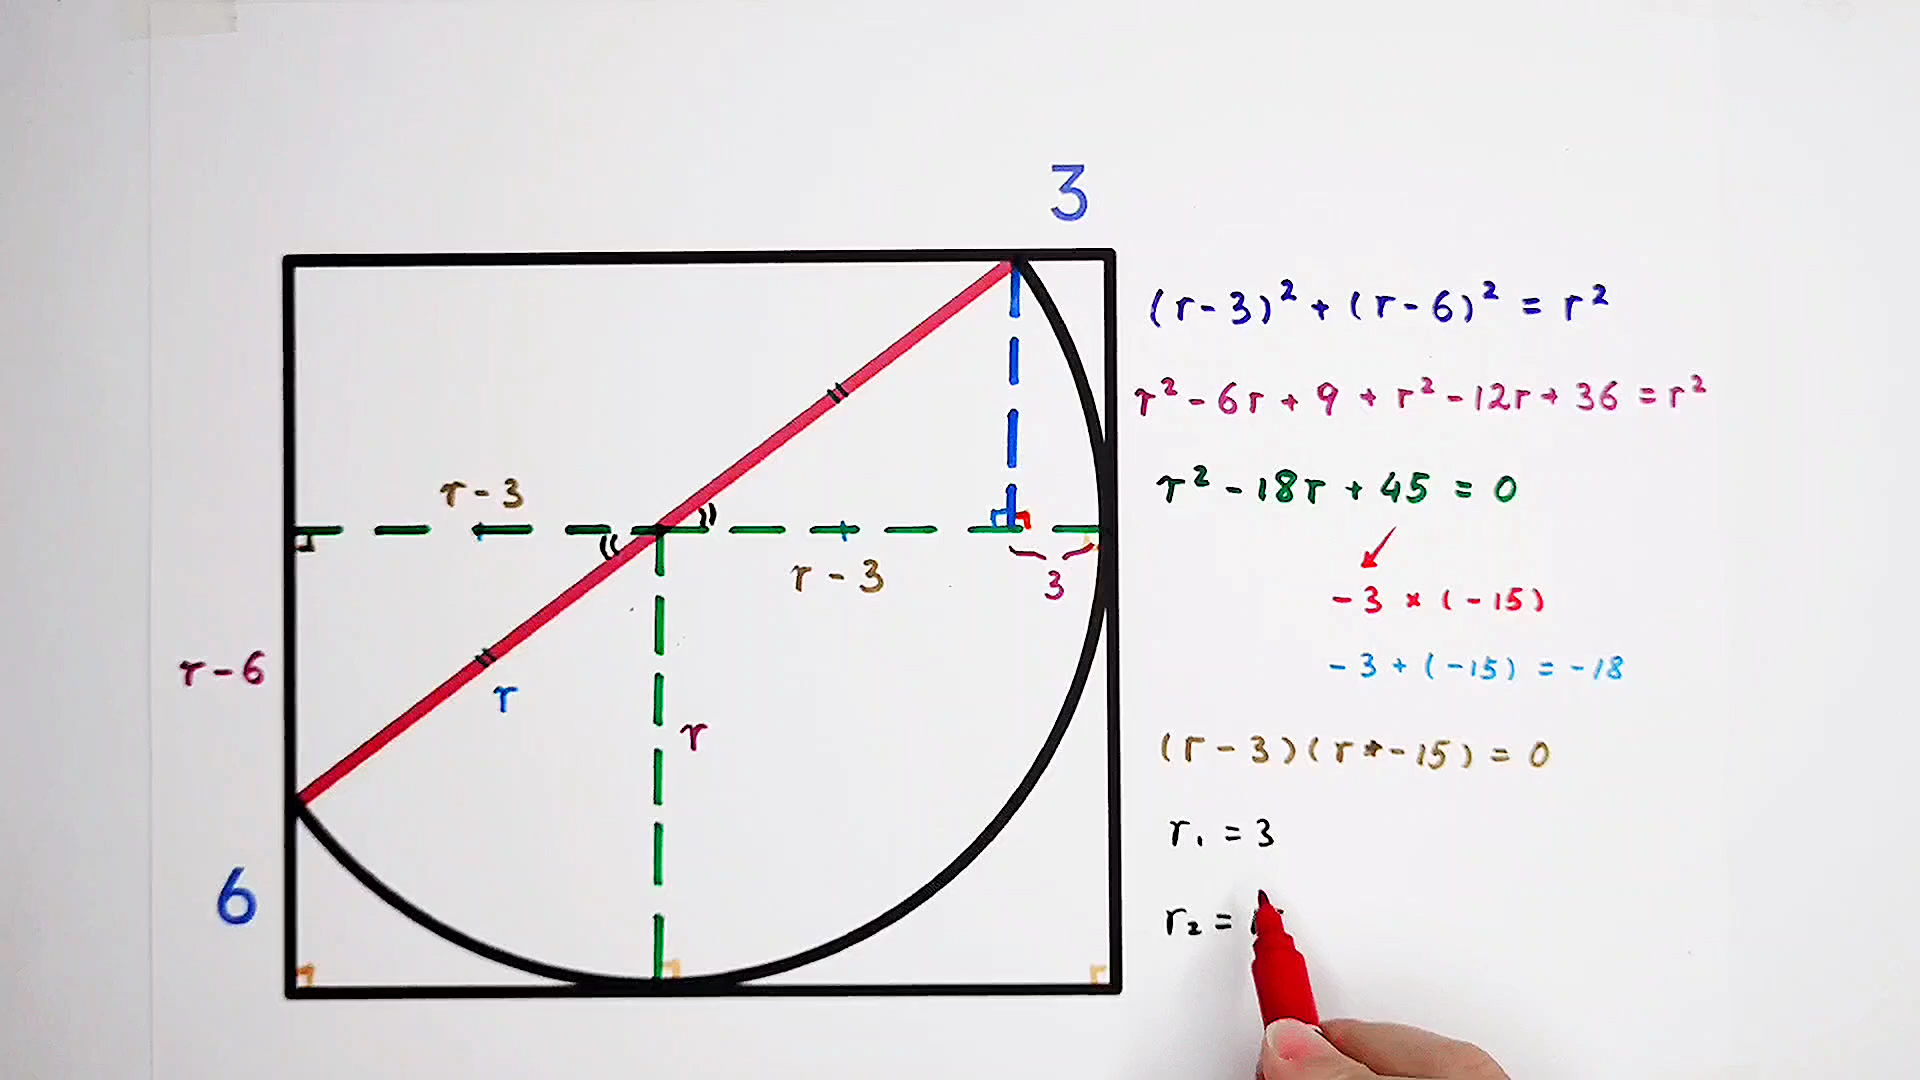 3
r - 3
r - 3
3
r - 6
r
r
6
(r - 3)² + (r - 6)² = r²
r² - 6r + 9 + r² - 12r + 36 = r²
r² - 18r + 45 = 0
-3 × (-15)
-3 + (-15) = -18
(r - 3)(r - 15) = 0
r₁ = 3
r₂ =